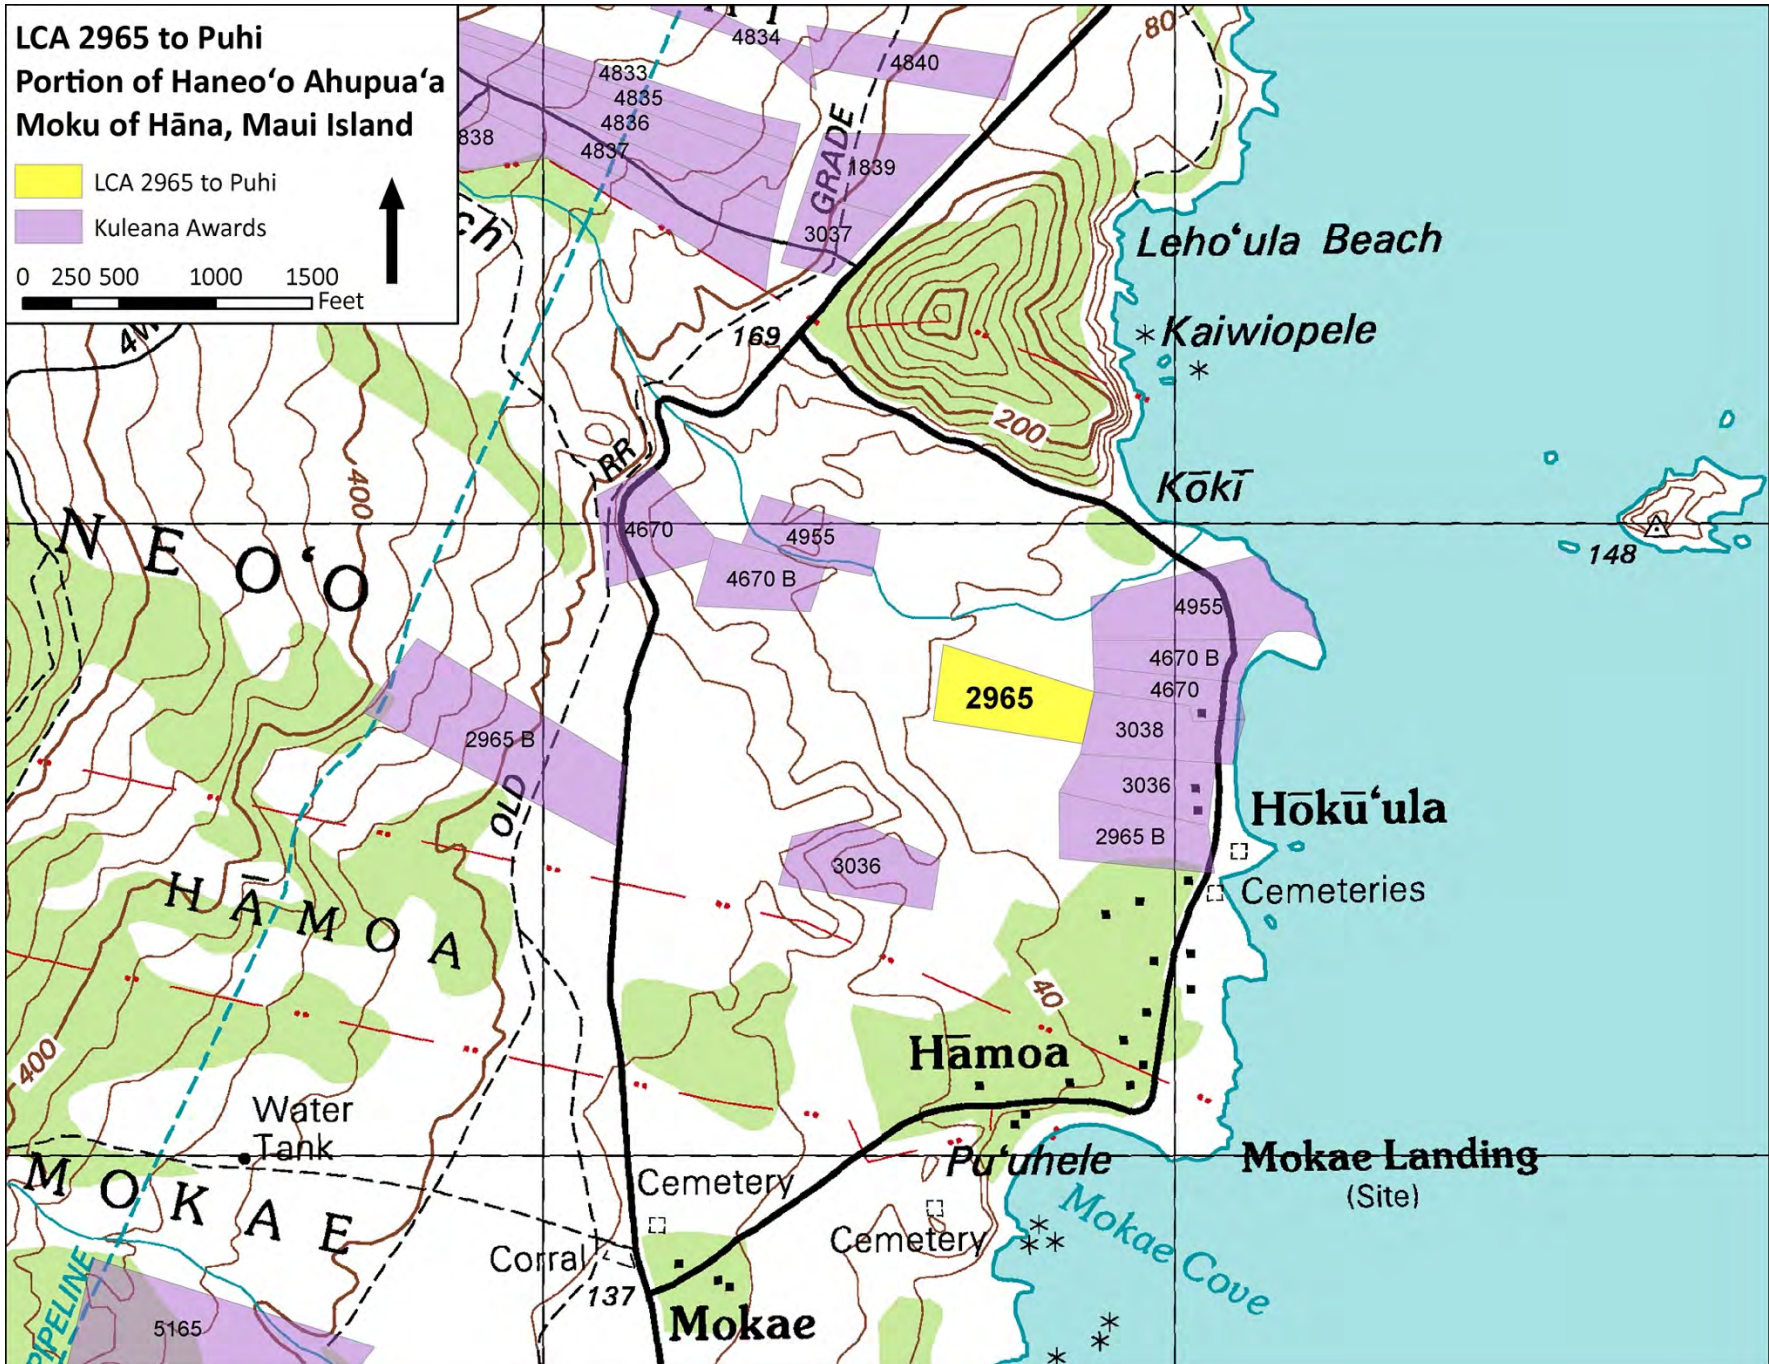 LCA 2965 to Puhi
Portion of Haneoʻo Ahupuaʻa
Moku of Hāna, Maui Island
LCA 2965 to Puhi
Kuleana Awards
0 250 500 1000 1500
Feet
80
4834
4840
4833
4835
4836
4837
838
GRADE
1839
3037
ch
Lehoʻula Beach
169
Kaiwiopele
4W
200
RR
400
Kōkī
148
N E O ʻO
4670
4955
4670 B
4955
4670 B
4670
2965
3038
2965 B
OLD
3036
2965 B
Hōkūʻula
3036
Cemeteries
H Ā M O A
40
Hāmoa
400
Water
Tank
Puʻuhele
Mokae Landing
(Site)
M O K A E
Cemetery
Cemetery
Mokae Cove
Corral
137
PIPELINE
5165
Mokae